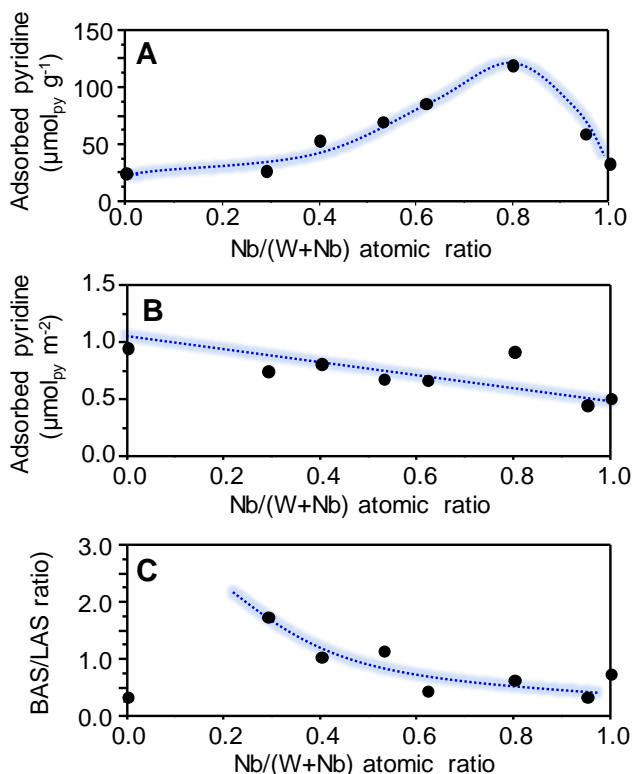 A
Adsorbed pyridine
(µmolpy g-1)
150
100
50
0
0.0 0.2 0.4 0.6 0.8 1.0
Nb/(W+Nb) atomic ratio
B
Adsorbed pyridine
(µmolpy m-2)
1.5
1.0
0.5
0.0
0.0 0.2 0.4 0.6 0.8 1.0
Nb/(W+Nb) atomic ratio
C
BAS/LAS ratio)
3.0
2.0
1.0
0.0
0.0 0.2 0.4 0.6 0.8 1.0
Nb/(W+Nb) atomic ratio